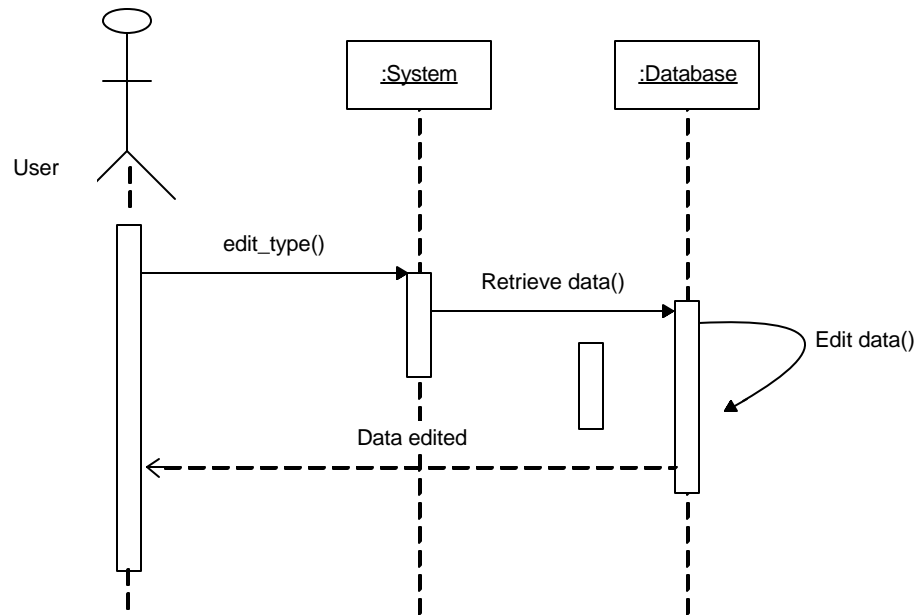 :System
:Database
User
edit_type()
Retrieve data()
Edit data()
Data edited